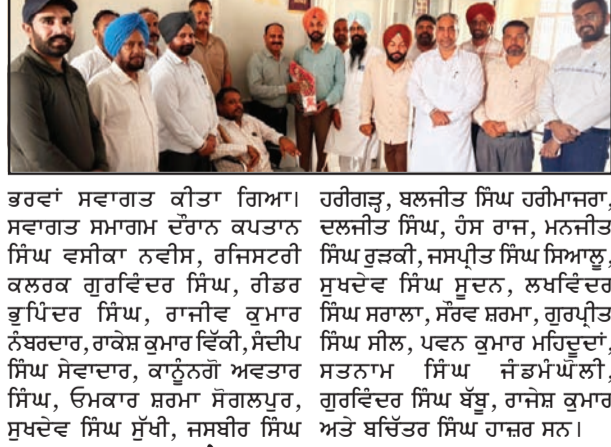 ਭਰਵਾਂ ਸਵਾਗਤ ਕੀਤਾ ਗਿਆ।
ਸਵਾਗਤ ਸਮਾਗਮ ਦੌਰਾਨ ਕਪਤਾਨ
ਸਿੰਘ ਵਸੀਕਾ ਨਵੀਸ, ਰਜਿਸਟਰੀ
ਕਲਰਕ ਗੁਰਵਿੰਦਰ ਸਿੰਘ, ਰੀਡਰ
ਭੁਪਿੰਦਰ ਸਿੰਘ, ਰਾਜੀਵ ਕੁਮਾਰ
ਨੰਬਰਦਾਰ, ਰਾਕੇਸ਼ ਕੁਮਾਰ ਵਿੱਕੀ, ਸੰਦੀਪ
ਸਿੰਘ ਸੇਵਾਦਾਰ, ਕਾਨੂੰਨਗੋ ਅਵਤਾਰ
ਸਿੰਘ, ਓਮਕਾਰ ਸ਼ਰਮਾ ਸੋਗਲਪੁਰ,
ਸੁਖਦੇਵ ਸਿੰਘ ਸੁੱਖੀ, ਜਸਬੀਰ ਸਿੰਘ
ਹਰੀਗੜ੍ਹ, ਬਲਜੀਤ ਸਿੰਘ ਹਰੀਮਾਜਰਾ,
ਦਲਜੀਤ ਸਿੰਘ, ਹੰਸ ਰਾਜ, ਮਨਜੀਤ
ਸਿੰਘ ਰੁੜਕੀ, ਜਸਪ੍ਰੀਤ ਸਿੰਘ ਸਿਆਲੂ,
ਸੁਖਦੇਵ ਸਿੰਘ ਸੂਦਨ, ਲਖਵਿੰਦਰ
ਸਿੰਘ ਸਰਾਲਾ, ਸੌਰਵ ਸ਼ਰਮਾ, ਗੁਰਪ੍ਰੀਤ
ਸਿੰਘ ਸੀਲ, ਪਵਨ ਕੁਮਾਰ ਮਹਿਦੂਦਾਂ,
ਸਤਨਾਮ ਸਿੰਘ ਜੰਡਮੰਘੌਲੀ,
ਗੁਰਵਿੰਦਰ ਸਿੰਘ ਬੱਬੂ, ਰਾਜੇਸ਼ ਕੁਮਾਰ
ਅਤੇ ਬਚਿੱਤਰ ਸਿੰਘ ਹਾਜ਼ਰ ਸਨ।